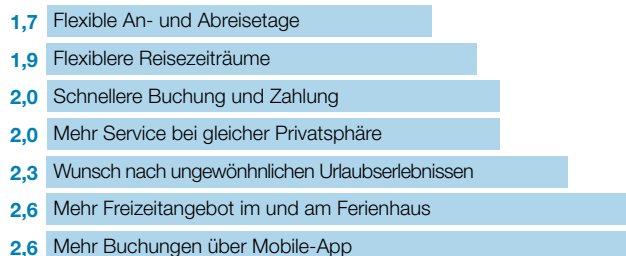 1,7 Flexible An- und Abreisetage
1,9 Flexiblere Reisezeiträume
2,0 Schnellere Buchung und Zahlung
2,0 Mehr Service bei gleicher Privatsphäre
2,3 Wunsch nach ungewönhnlichen Urlaubserlebnissen
2,6 Mehr Freizeitangebot im und am Ferienhaus
2,6 Mehr Buchungen über Mobile-App